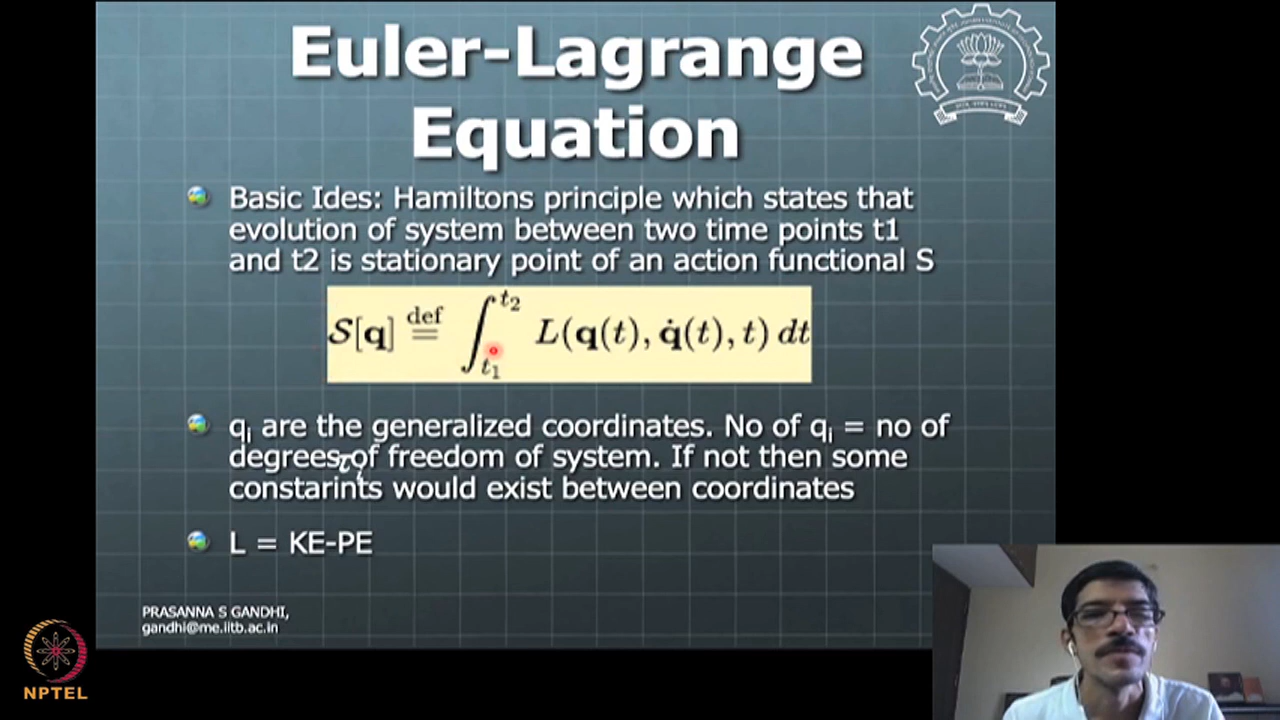 Euler-Lagrange
Equation
Basic Ides: Hamiltons principle which states that
evolution of system between two time points t1
and t2 is stationary point of an action functional S
𝒮[𝐪] ≝ ∫_{t₁}^{t₂} L(𝐪(t), 𝐪̇(t), t) dt
qᵢ are the generalized coordinates. No of qᵢ = no of
degrees of freedom of system. If not then some
constarints would exist between coordinates
L = KE-PE
PRASANNA S GANDHI,
gandhi@me.iitb.ac.in
NPTEL